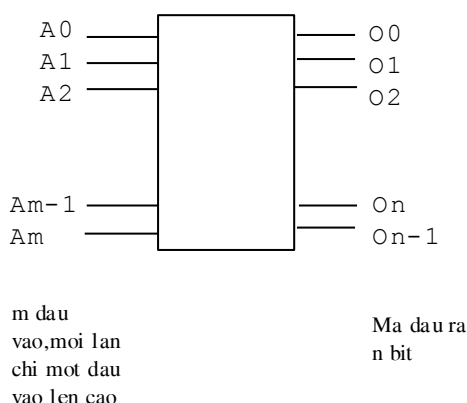 A0
A1
A2
Am-1
Am
O0
O1
O2
On
On-1
m dau
vao,moi lan
chi mot dau
vao len cao
Ma dau ra
n bit